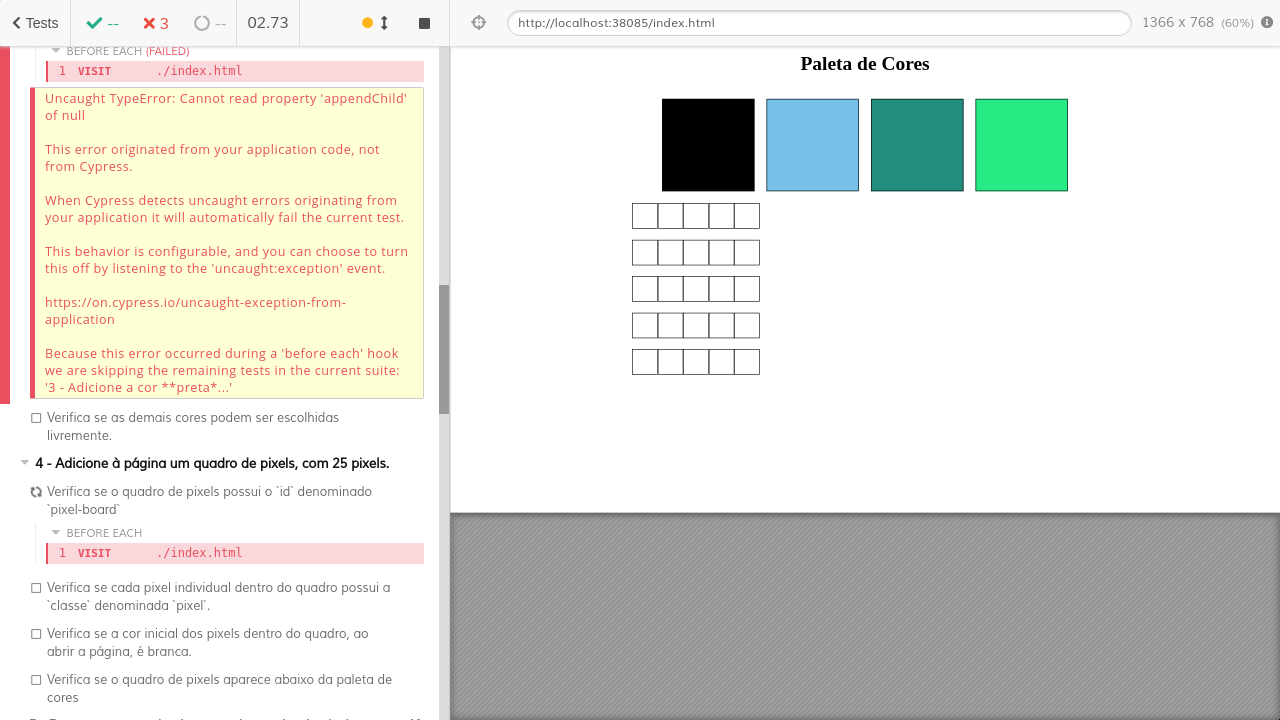 Tests -- 3 -- 02.73 http://localhost:38085/index.html 1366 x 768 (60%)
BEFORE EACH (FAILED)
1 VISIT ./index.html
Uncaught TypeError: Cannot read property 'appendChild'
of null
This error originated from your application code, not
from Cypress.
When Cypress detects uncaught errors originating from
your application it will automatically fail the current test.
This behavior is configurable, and you can choose to turn
this off by listening to the 'uncaught:exception' event.
https://on.cypress.io/uncaught-exception-from-
application
Because this error occurred during a 'before each' hook
we are skipping the remaining tests in the current suite:
'3 - Adicione a cor **preta*...'
Verifica se as demais cores podem ser escolhidas
livremente.
4 - Adicione à página um quadro de pixels, com 25 pixels.
Verifica se o quadro de pixels possui o `id` denominado
`pixel-board`
BEFORE EACH
1 VISIT ./index.html
Verifica se cada pixel individual dentro do quadro possui a
`classe` denominada `pixel`.
Verifica se a cor inicial dos pixels dentro do quadro, ao
abrir a página, é branca.
Verifica se o quadro de pixels aparece abaixo da paleta de
cores
Paleta de Cores